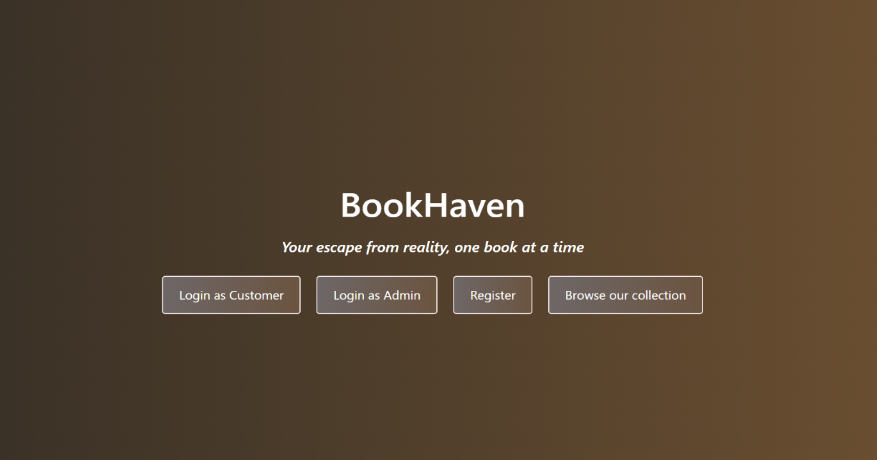 BookHaven
Your escape from reality, one book at a time
Login as Customer Login as Admin Register Browse our collection